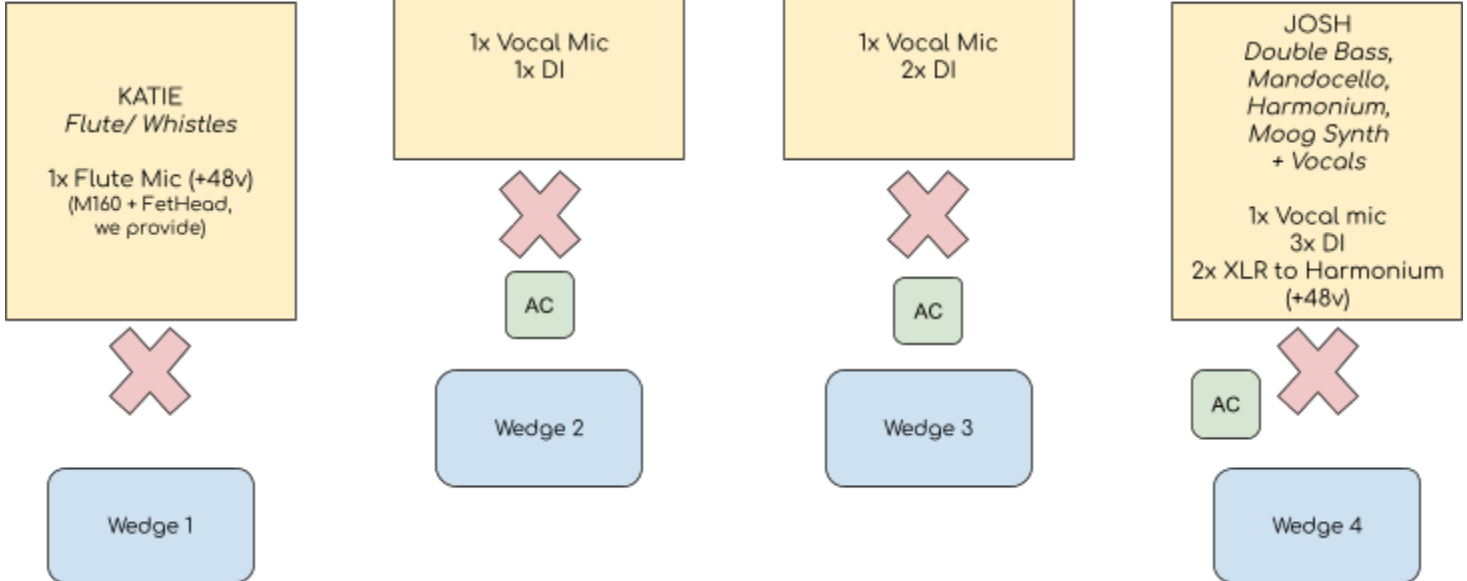 KATIE
Flute/ Whistles
1x Flute Mic (+48v)
(M160 + FetHead,
we provide)
Wedge 1
1x Vocal Mic
1x DI
AC
Wedge 2
1x Vocal Mic
2x DI
AC
Wedge 3
JOSH
Double Bass,
Mandocello,
Harmonium,
Moog Synth
+ Vocals
1x Vocal mic
3x DI
2x XLR to Harmonium
(+48v)
AC
Wedge 4